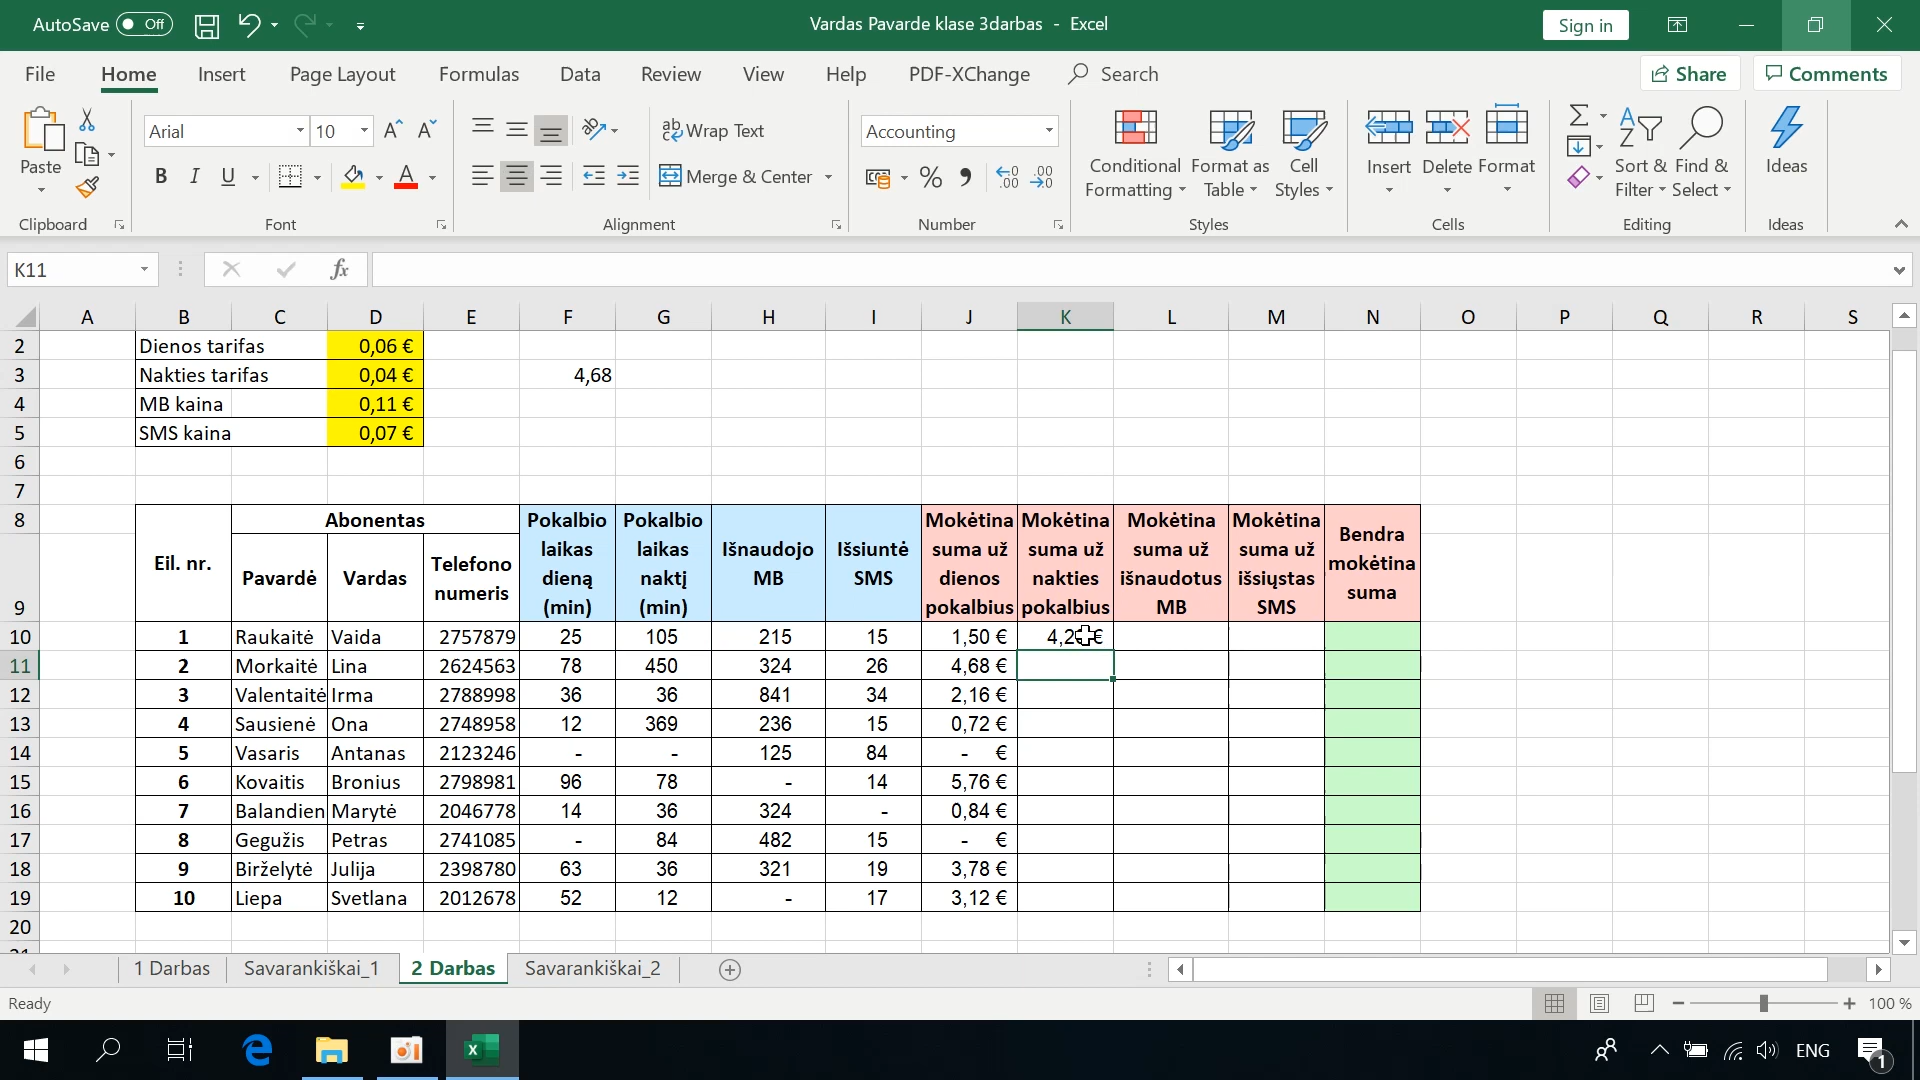 AutoSave Off
Vardas Pavarde klase 3darbas - Excel
Sign in
File Home Insert Page Layout Formulas Data Review View Help PDF-XChange Search
Share Comments
Paste
Clipboard
Arial 10
B I U
Font
Wrap Text
Merge & Center
Alignment
Accounting
Number
Conditional Formatting
Format as Table
Cell Styles
Styles
Insert Delete Format
Cells
Sort & Filter
Find & Select
Editing
Ideas
Ideas
K11
fx
A B C D E F G H I J K L M N O P Q R S
2 Dienos tarifas 0,06 €
3 Nakties tarifas 0,04 € 4,68
4 MB kaina 0,11 €
5 SMS kaina 0,07 €
6
7
8
9
Eil. nr.
Abonentas
Pavardė
Vardas
Telefono numeris
Pokalbio laikas dieną (min)
Pokalbio laikas naktį (min)
Išnaudojo MB
Išsiuntė SMS
Mokėtina suma už dienos pokalbius
Mokėtina suma už nakties pokalbius
Mokėtina suma už išnaudotus MB
Mokėtina suma už išsiųstas SMS
Bendra mokėtina suma
10 1 Raukaitė Vaida 2757879 25 105 215 15 1,50 € €
11 2 Morkaitė Lina 2624563 78 450 324 26 4,68 €
12 3 Valentaitė Irma 2788998 36 36 841 34 2,16 €
13 4 Sausienė Ona 2748958 12 369 236 15 0,72 €
14 5 Vasaris Antanas 2123246 - - 125 84 - €
15 6 Kovaitis Bronius 2798981 96 78 - 14 5,76 €
16 7 Balandien Marytė 2046778 14 36 324 - 0,84 €
17 8 Gegužis Petras 2741085 - 84 482 15 - €
18 9 Birželytė Julija 2398780 63 36 321 19 3,78 €
19 10 Liepa Svetlana 2012678 52 12 - 17 3,12 €
20
1 Darbas Savarankiškai_1 2 Darbas Savarankiškai_2
Ready
100 %
ENG
1